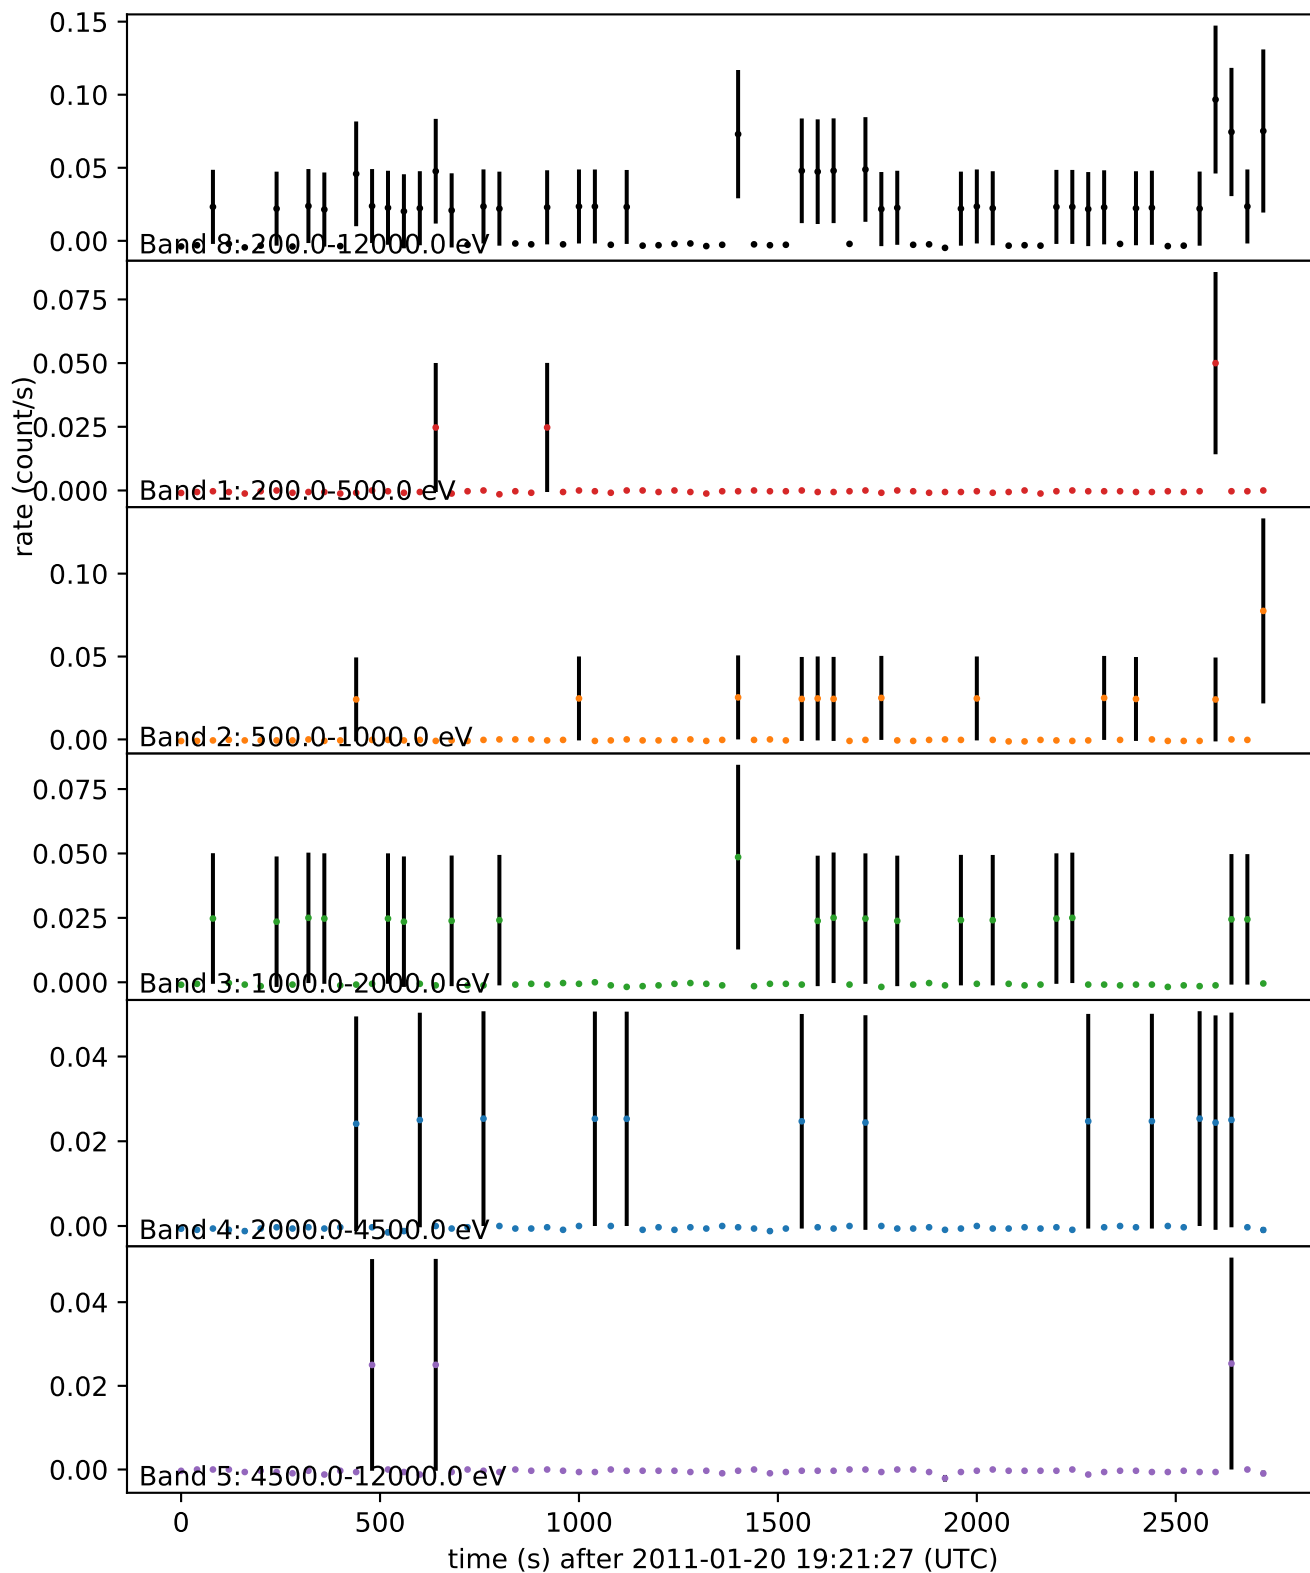 0.15
0.10
0.05
0.00
Band 8: 200.0-12000.0 eV
0.075
0.050
0.025
0.000
Band 1: 200.0-500.0 eV
rate (count/s)
0.10
0.05
0.00
Band 2: 500.0-1000.0 eV
0.075
0.050
0.025
0.000
Band 3: 1000.0-2000.0 eV
0.04
0.02
0.00
Band 4: 2000.0-4500.0 eV
0.04
0.02
0.00
Band 5: 4500.0-12000.0 eV
0 500 1000 1500 2000 2500
time (s) after 2011-01-20 19:21:27 (UTC)